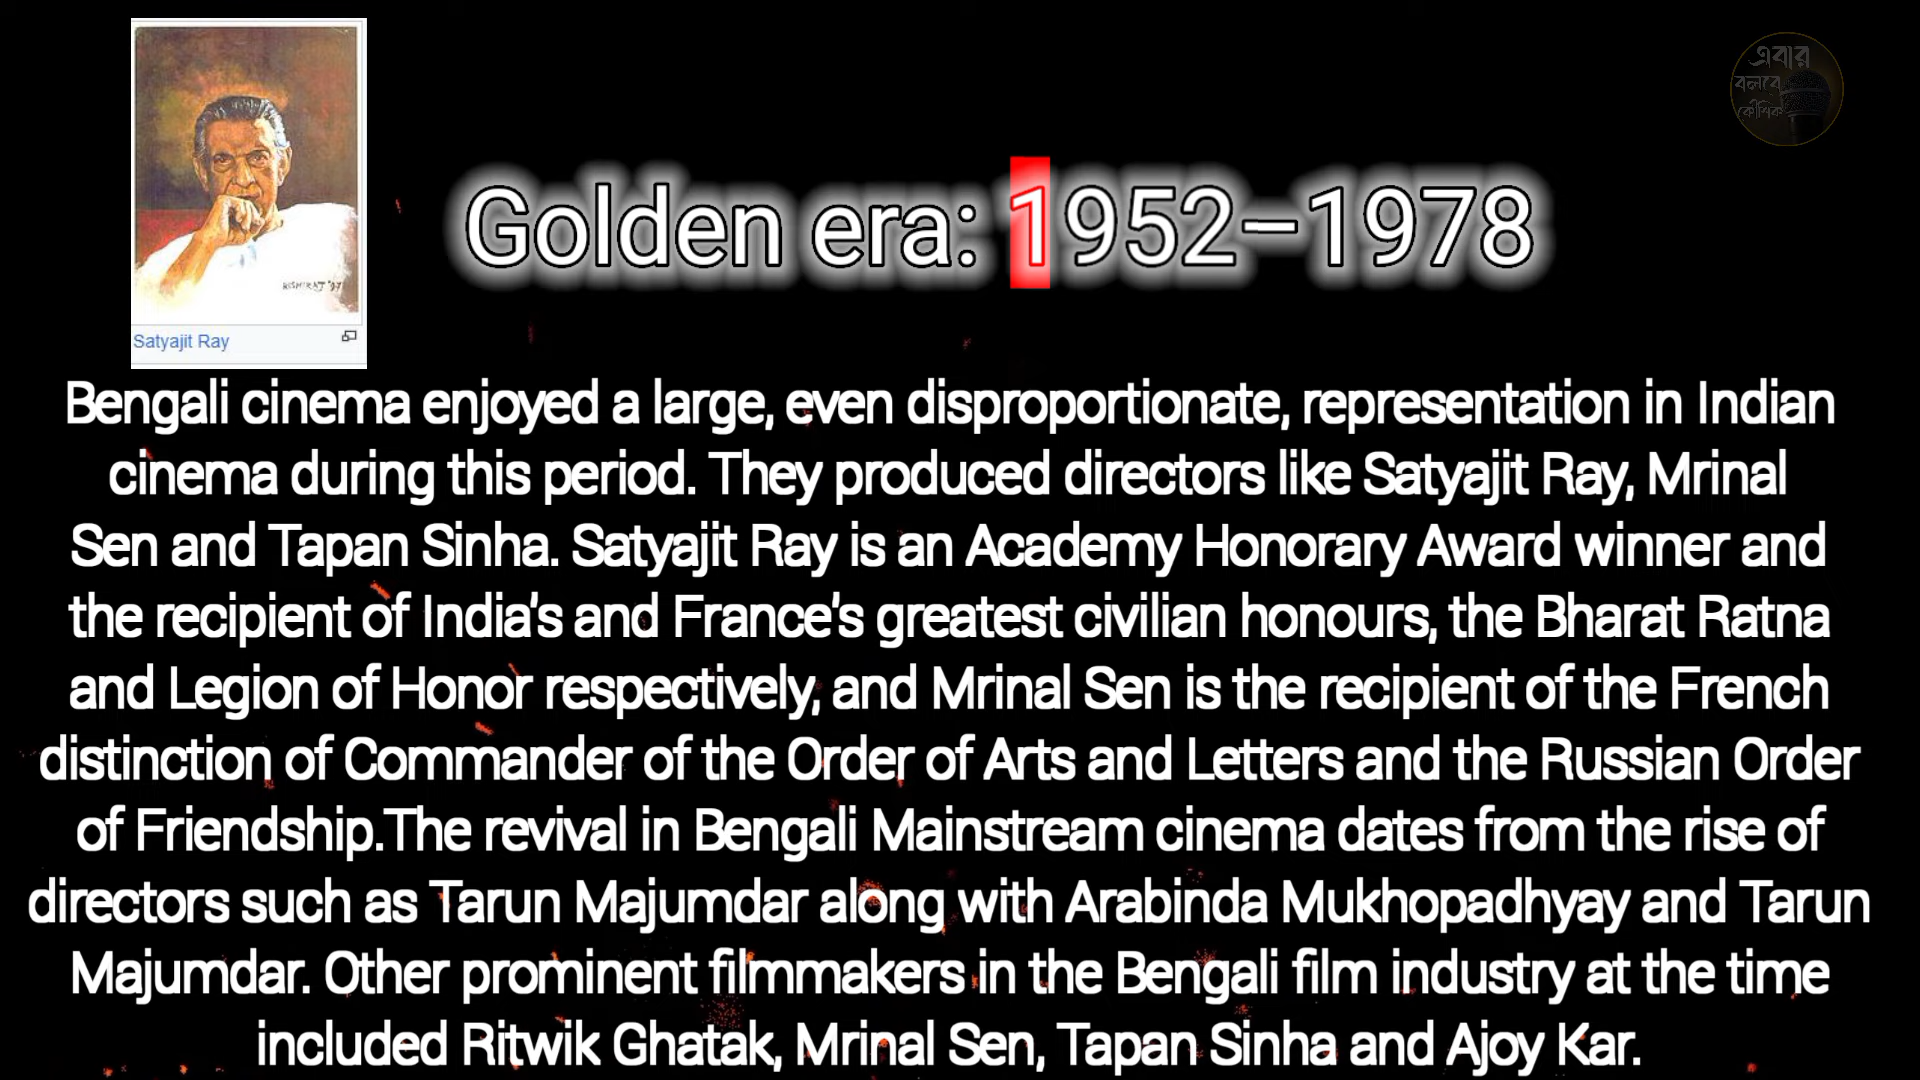 এবার
বলবে
কৌশিক
Golden era: 1952–1978
Satyajit Ray
Bengali cinema enjoyed a large, even disproportionate, representation in Indian
cinema during this period. They produced directors like Satyajit Ray, Mrinal
Sen and Tapan Sinha. Satyajit Ray is an Academy Honorary Award winner and
the recipient of India's and France's greatest civilian honours, the Bharat Ratna
and Legion of Honor respectively, and Mrinal Sen is the recipient of the French
distinction of Commander of the Order of Arts and Letters and the Russian Order
of Friendship.The revival in Bengali Mainstream cinema dates from the rise of
directors such as Tarun Majumdar along with Arabinda Mukhopadhyay and Tarun
Majumdar. Other prominent filmmakers in the Bengali film industry at the time
included Ritwik Ghatak, Mrinal Sen, Tapan Sinha and Ajoy Kar.